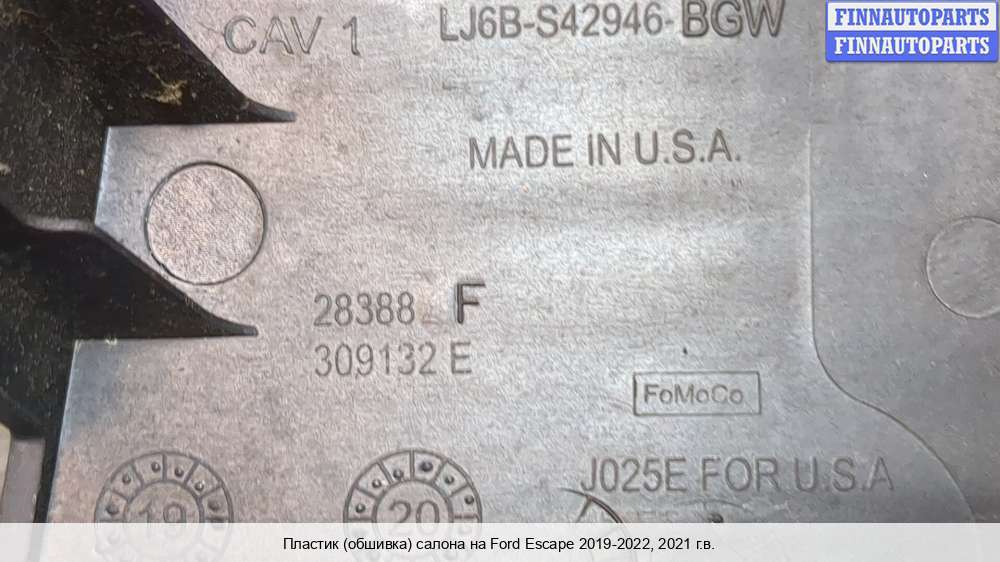 CAV 1
LJ6B-S42946-BGW
FINNAUTOPARTS
FINNAUTOPARTS
MADE IN U.S.A.
28388 F
309132 E
FoMoCo
J025E FOR U.S.A
19
20
Пластик (обшивка) салона на Ford Escape 2019-2022, 2021 г.в.